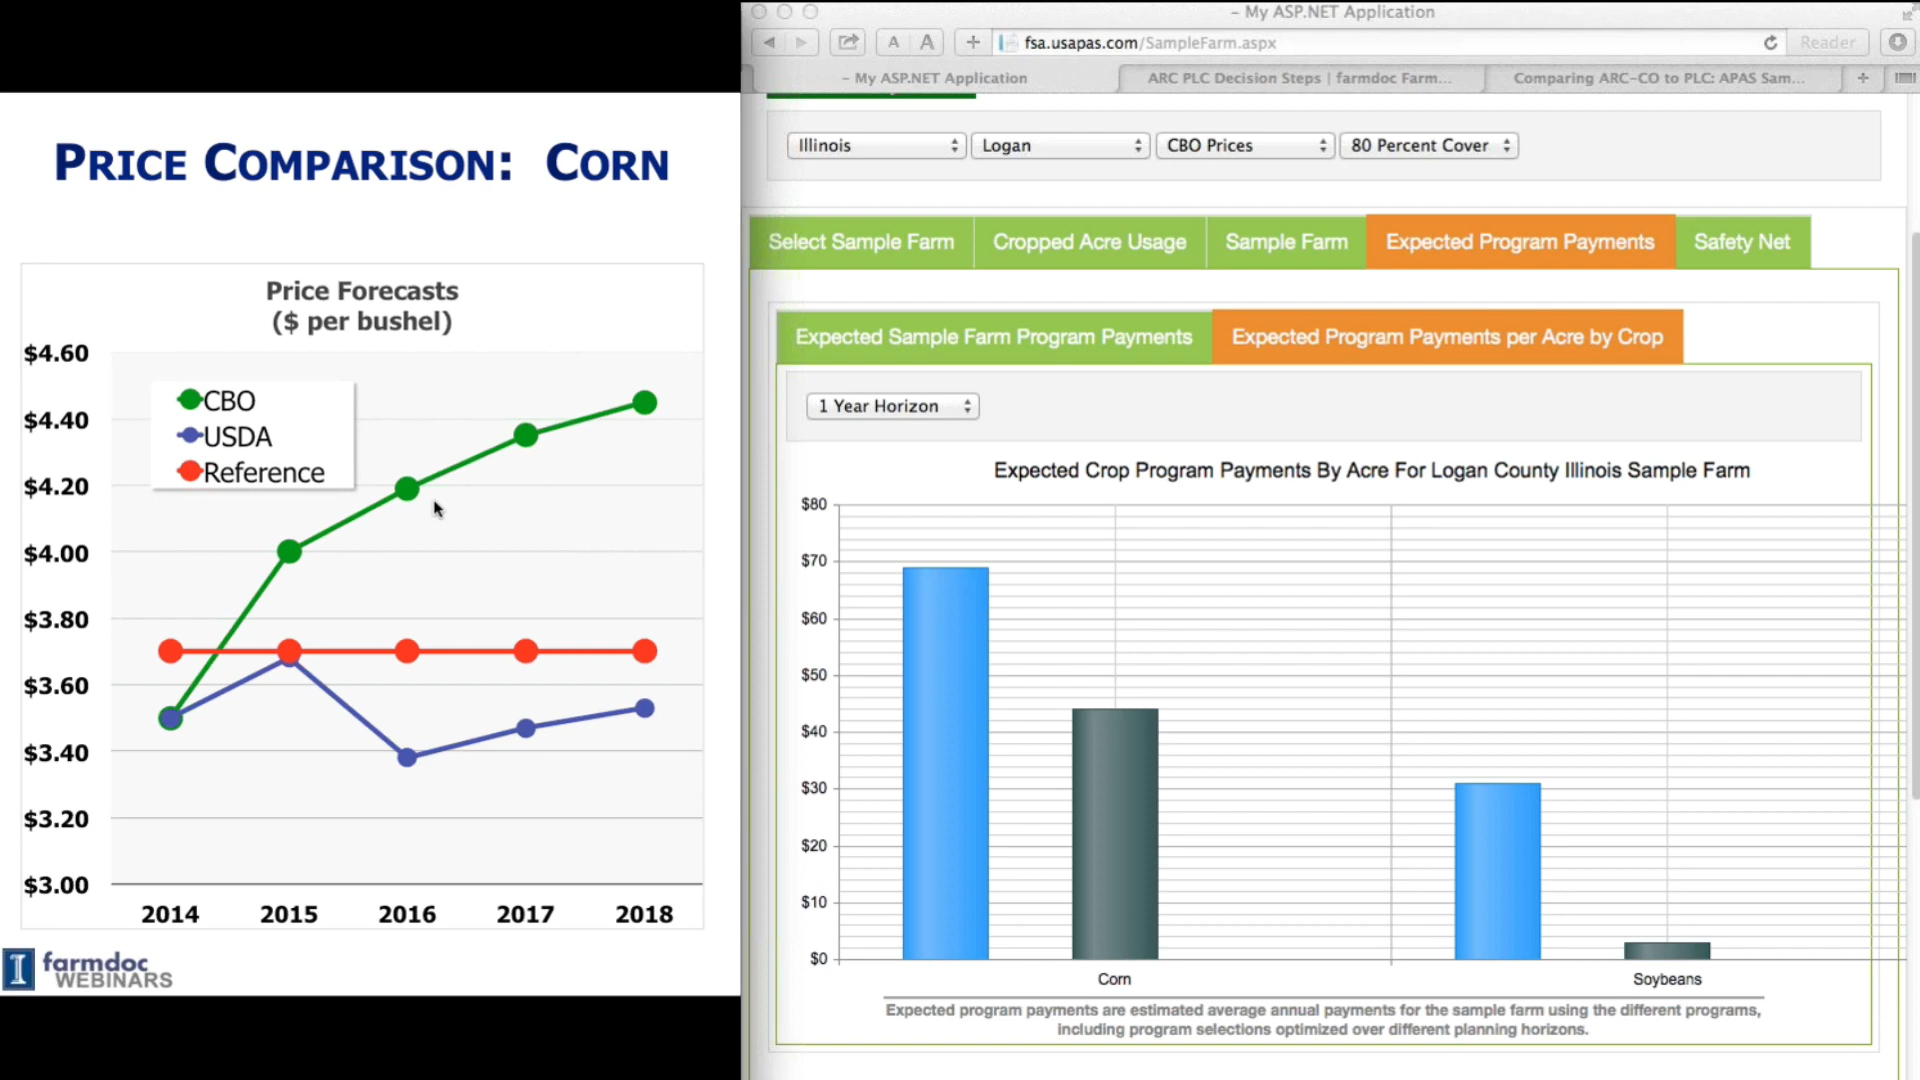 PRICE COMPARISON: CORN
Price Forecasts
($ per bushel)
$4.60
$4.40
$4.20
$4.00
$3.80
$3.60
$3.40
$3.20
$3.00
CBO
USDA
Reference
2014 2015 2016 2017 2018
I farmdoc
WEBINARS
– My ASP.NET Application
A A + fsa.usapas.com/SampleFarm.aspx Reader
– My ASP.NET Application ARC PLC Decision Steps | farmdoc Farm... Comparing ARC-CO to PLC: APAS Sam... +
Illinois Logan CBO Prices 80 Percent Cover
Select Sample Farm Cropped Acre Usage Sample Farm Expected Program Payments Safety Net
Expected Sample Farm Program Payments Expected Program Payments per Acre by Crop
1 Year Horizon
Expected Crop Program Payments By Acre For Logan County Illinois Sample Farm
$80
$70
$60
$50
$40
$30
$20
$10
$0
Corn Soybeans
Expected program payments are estimated average annual payments for the sample farm using the different programs,
including program selections optimized over different planning horizons.